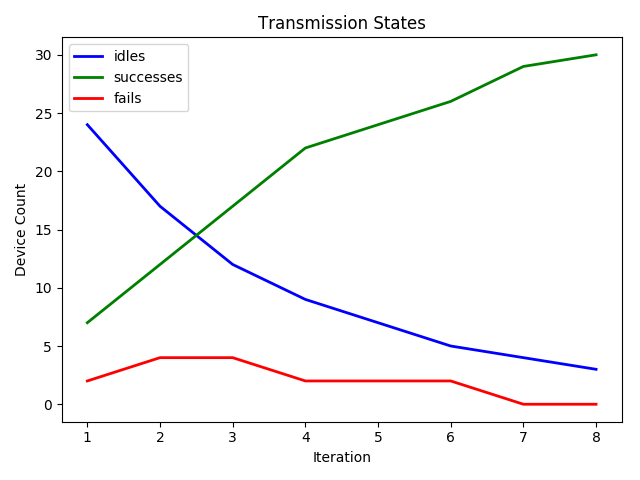 Transmission States
idles
successes
fails
Device Count
30
25
20
15
10
5
0
1 2 3 4 5 6 7 8
Iteration